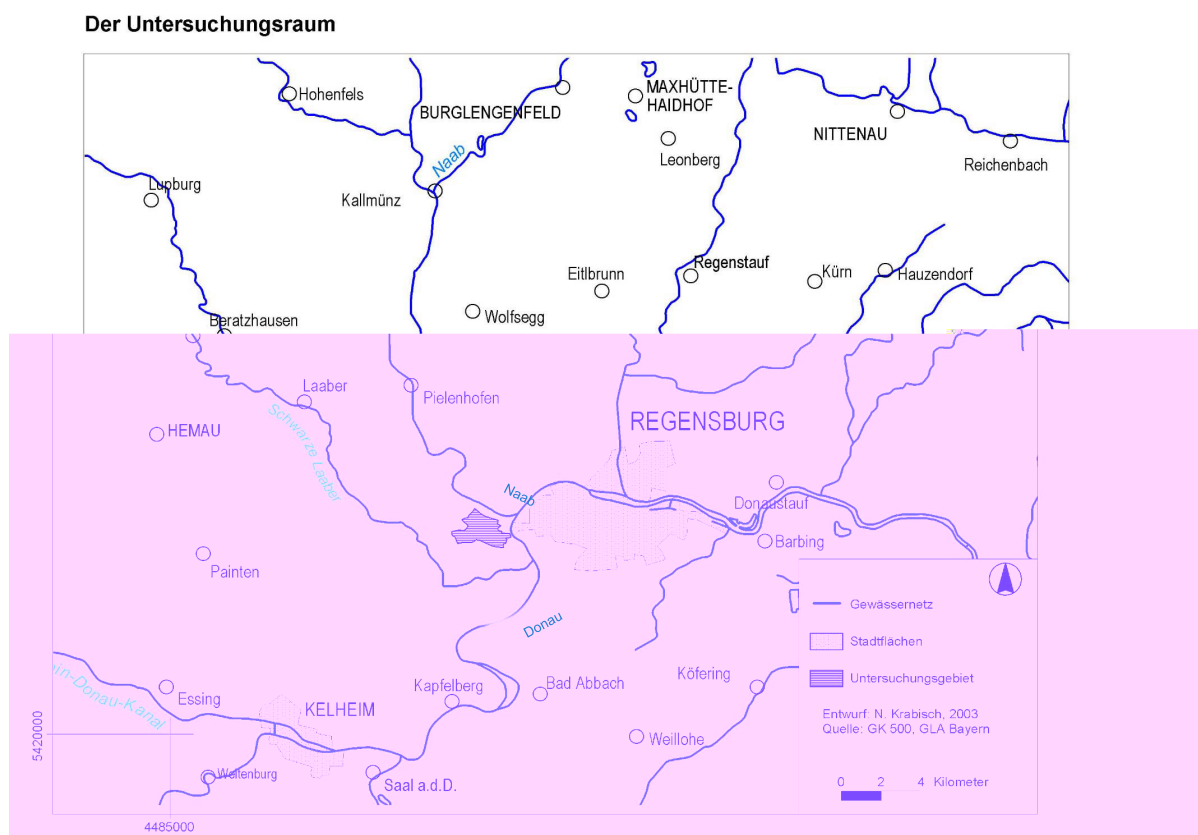 Der Untersuchungsraum
Hohenfels
BURGLENGENFELD
MAXHÜTTE-
HAIDHOF
NITTENAU
Leonberg
Reichenbach
Naab
Lupburg
Kallmünz
Eitlbrunn
Regenstauf
Kürn
Hauzendorf
Beratzhausen
Wolfsegg
Laaber
Pielenhofen
REGENSBURG
HEMAU
Schwarze Laaber
Naab
Donaustauf
Barbing
Painten
Gewässernetz
Donau
Stadtflächen
in-Donau-Kanal
Essing
Kapfelberg
Bad Abbach
Köfering
Untersuchungsgebiet
KELHEIM
Entwurf: N. Krabisch, 2003
Quelle: GK 500, GLA Bayern
5420000
Weillohe
Weltenburg
Saal a.d.D.
0 2 4 Kilometer
4485000